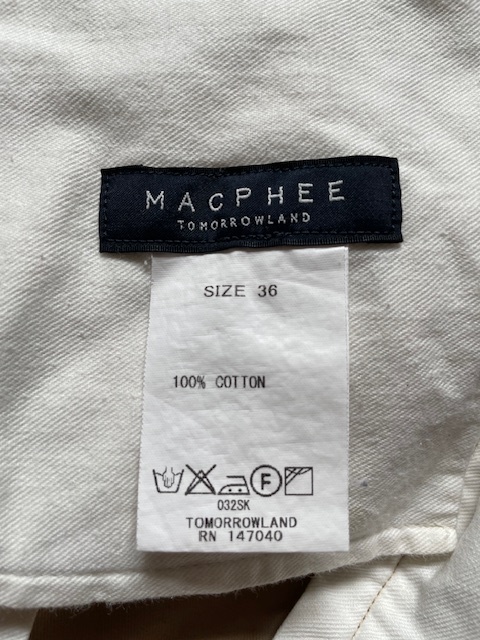 MACPHEE
TOMORROWLAND
SIZE 36
100% COTTON
F
032SK
TOMORROWLAND
RN 147040